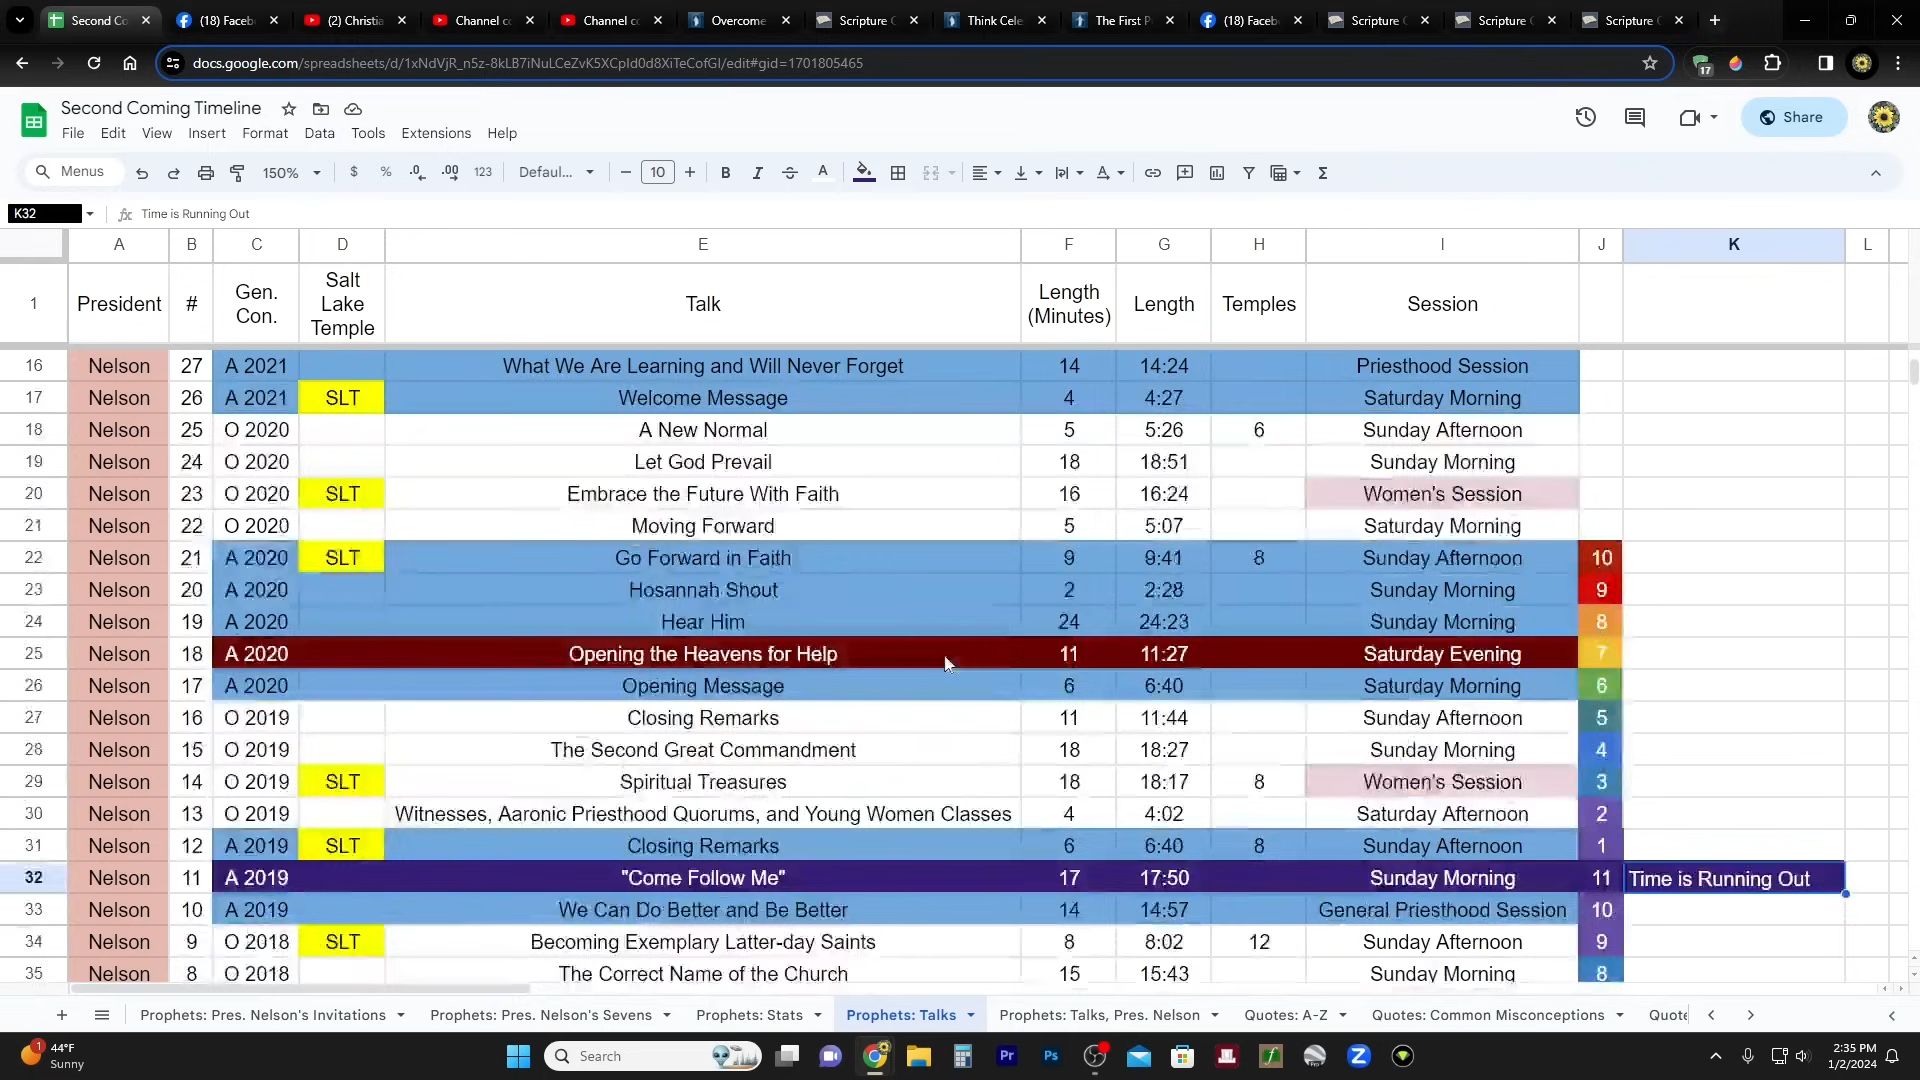 Second Co
(18) Faceb
(2) Christia
Channel co
Channel co
Overcome
Scripture C
Think Cele
The First P
(18) Faceb
Scripture C
Scripture C
Scripture C
docs.google.com/spreadsheets/d/1xNdVjR_n5z-8kLB7iNuLCeZvK5XCpId0d8XiTeCofGI/edit#gid=1701805465
17
Second Coming Timeline
File Edit View Insert Format Data Tools Extensions Help
Share
Menus 150% $ % .0 .00 123 Defaul... 10 B I A
K32 fx Time is Running Out
A B C D E F G H I J K L
1 President # Gen. Con. Salt Lake Temple Talk Length (Minutes) Length Temples Session
16 Nelson 27 A 2021 What We Are Learning and Will Never Forget 14 14:24 Priesthood Session
17 Nelson 26 A 2021 SLT Welcome Message 4 4:27 Saturday Morning
18 Nelson 25 O 2020 A New Normal 5 5:26 6 Sunday Afternoon
19 Nelson 24 O 2020 Let God Prevail 18 18:51 Sunday Morning
20 Nelson 23 O 2020 SLT Embrace the Future With Faith 16 16:24 Women's Session
21 Nelson 22 O 2020 Moving Forward 5 5:07 Saturday Morning
22 Nelson 21 A 2020 SLT Go Forward in Faith 9 9:41 8 Sunday Afternoon 10
23 Nelson 20 A 2020 Hosannah Shout 2 2:28 Sunday Morning 9
24 Nelson 19 A 2020 Hear Him 24 24:23 Sunday Morning 8
25 Nelson 18 A 2020 Opening the Heavens for Help 11 11:27 Saturday Evening 7
26 Nelson 17 A 2020 Opening Message 6 6:40 Saturday Morning 6
27 Nelson 16 O 2019 Closing Remarks 11 11:44 Sunday Afternoon 5
28 Nelson 15 O 2019 The Second Great Commandment 18 18:27 Sunday Morning 4
29 Nelson 14 O 2019 SLT Spiritual Treasures 18 18:17 8 Women's Session 3
30 Nelson 13 O 2019 Witnesses, Aaronic Priesthood Quorums, and Young Women Classes 4 4:02 Saturday Afternoon 2
31 Nelson 12 A 2019 SLT Closing Remarks 6 6:40 8 Sunday Afternoon 1
32 Nelson 11 A 2019 "Come Follow Me" 17 17:50 Sunday Morning 11 Time is Running Out
33 Nelson 10 A 2019 We Can Do Better and Be Better 14 14:57 General Priesthood Session 10
34 Nelson 9 O 2018 SLT Becoming Exemplary Latter-day Saints 8 8:02 12 Sunday Afternoon 9
35 Nelson 8 O 2018 The Correct Name of the Church 15 15:43 Sunday Morning 8
Prophets: Pres. Nelson's Invitations Prophets: Pres. Nelson's Sevens Prophets: Stats Prophets: Talks Prophets: Talks, Pres. Nelson Quotes: A-Z Quotes: Common Misconceptions Quote
1
44°F
Sunny
Search
Pr
Ps
2:35 PM
1/2/2024